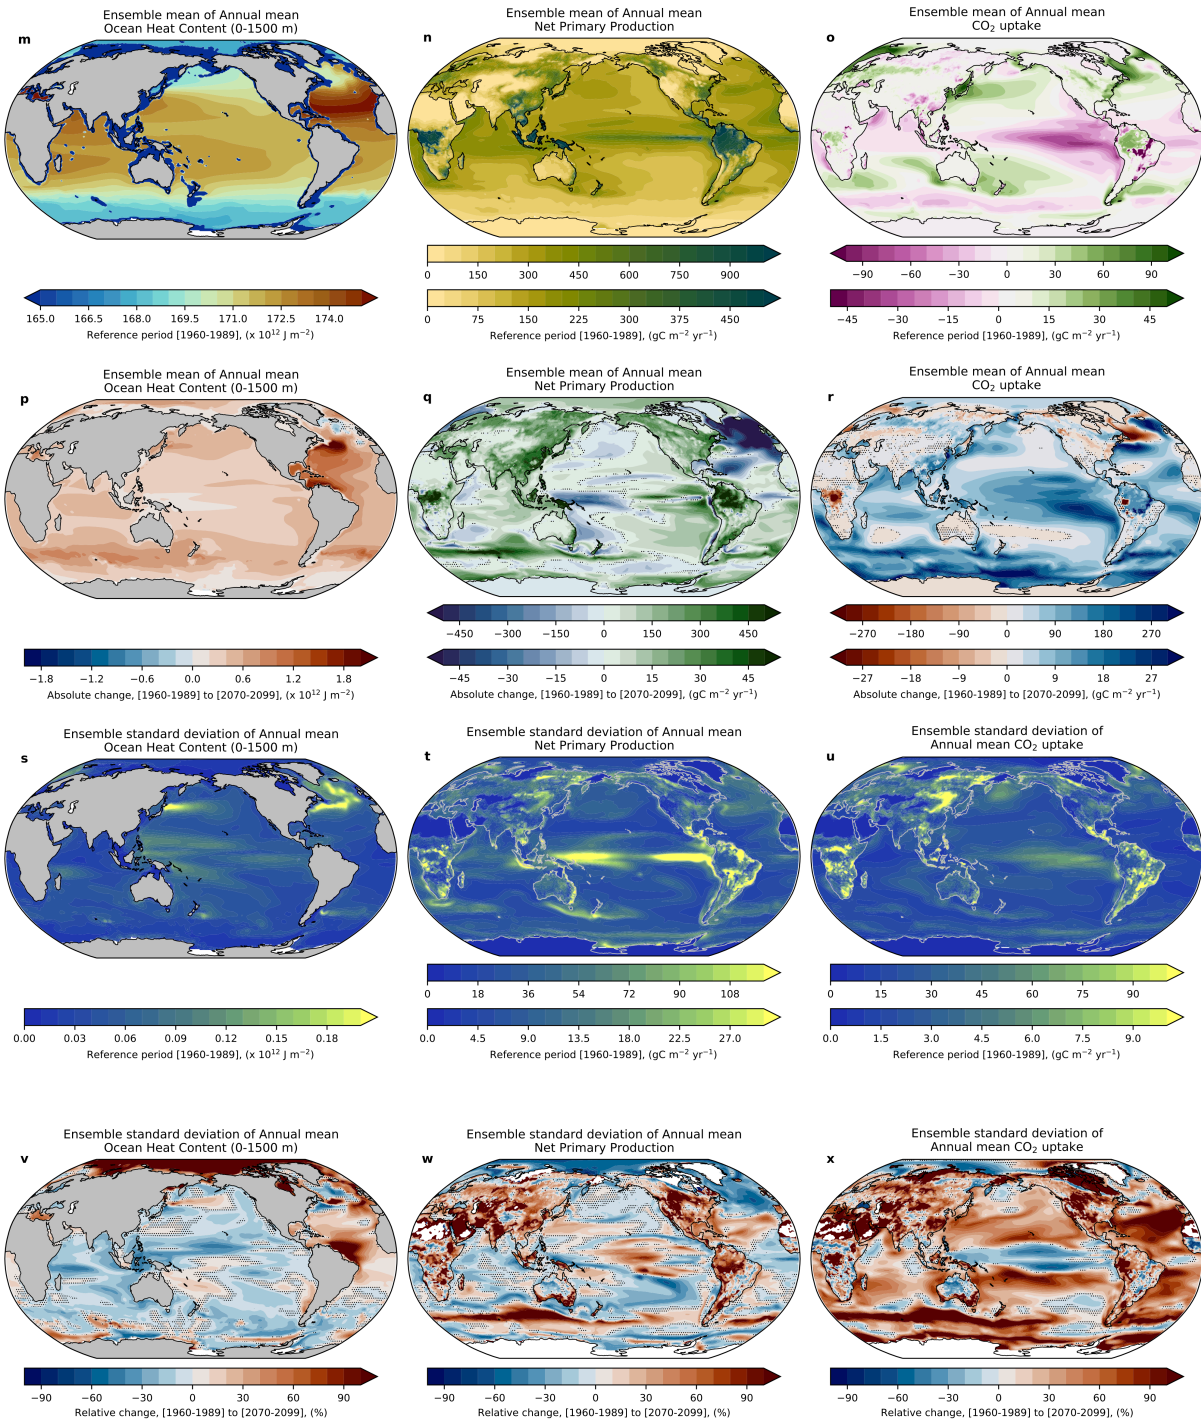 Ensemble mean of Annual mean
Ocean Heat Content (0-1500 m)
m
165.0 166.5 168.0 169.5 171.0 172.5 174.0
Reference period [1960-1989], (x 10¹² J m⁻²)
Ensemble mean of Annual mean
Net Primary Production
n
0 150 300 450 600 750 900
0 75 150 225 300 375 450
Reference period [1960-1989], (gC m⁻² yr⁻¹)
Ensemble mean of Annual mean
CO₂ uptake
o
−90 −60 −30 0 30 60 90
−45 −30 −15 0 15 30 45
Reference period [1960-1989], (gC m⁻² yr⁻¹)
Ensemble mean of Annual mean
Ocean Heat Content (0-1500 m)
p
−1.8 −1.2 −0.6 0.0 0.6 1.2 1.8
Absolute change, [1960-1989] to [2070-2099], (x 10¹² J m⁻²)
Ensemble mean of Annual mean
Net Primary Production
q
−450 −300 −150 0 150 300 450
−45 −30 −15 0 15 30 45
Absolute change, [1960-1989] to [2070-2099], (gC m⁻² yr⁻¹)
Ensemble mean of Annual mean
CO₂ uptake
r
−270 −180 −90 0 90 180 270
−27 −18 −9 0 9 18 27
Absolute change, [1960-1989] to [2070-2099], (gC m⁻² yr⁻¹)
Ensemble standard deviation of Annual mean
Ocean Heat Content (0-1500 m)
s
0.00 0.03 0.06 0.09 0.12 0.15 0.18
Reference period [1960-1989], (x 10¹² J m⁻²)
Ensemble standard deviation of Annual mean
Net Primary Production
t
0 18 36 54 72 90 108
0.0 4.5 9.0 13.5 18.0 22.5 27.0
Reference period [1960-1989], (gC m⁻² yr⁻¹)
Ensemble standard deviation of
Annual mean CO₂ uptake
u
0.0 15 30 45 60 75 90
0.0 1.5 3.0 4.5 6.0 7.5 9.0
Reference period [1960-1989], (gC m⁻² yr⁻¹)
Ensemble standard deviation of Annual mean
Ocean Heat Content (0-1500 m)
v
−90 −60 −30 0 30 60 90
Relative change, [1960-1989] to [2070-2099], (%)
Ensemble standard deviation of Annual mean
Net Primary Production
w
−90 −60 −30 0 30 60 90
Relative change, [1960-1989] to [2070-2099], (%)
Ensemble standard deviation of
Annual mean CO₂ uptake
x
−90 −60 −30 0 30 60 90
Relative change, [1960-1989] to [2070-2099], (%)